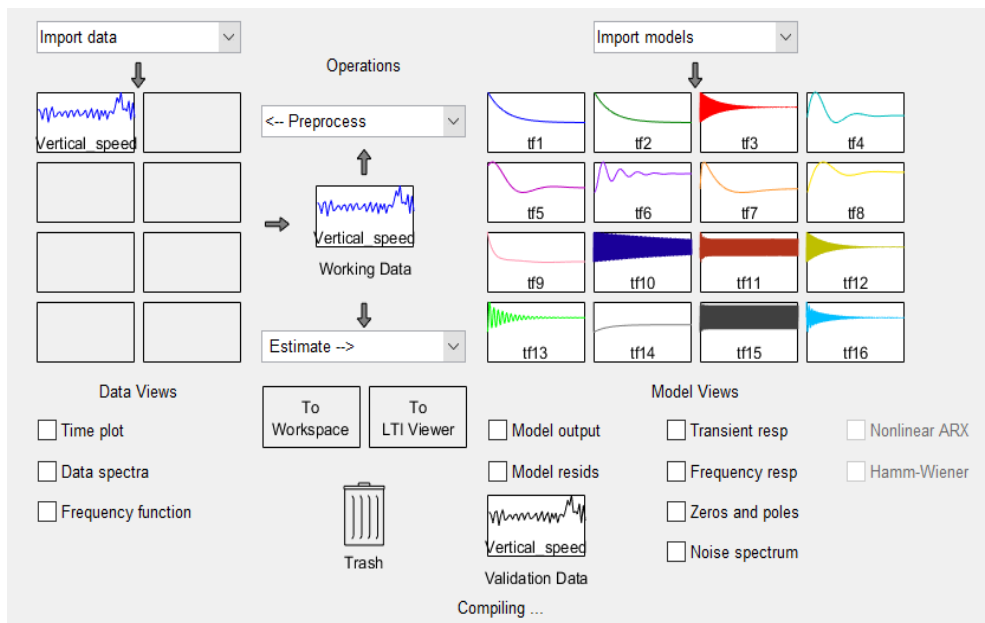 Import data
Import models
Operations
Vertical_speed
<-- Preprocess
tf1
tf2
tf3
tf4
tf5
tf6
tf7
tf8
Vertical_speed
Working Data
tf9
tf10
tf11
tf12
Estimate -->
tf13
tf14
tf15
tf16
Data Views
Model Views
To
Workspace
To
LTI Viewer
Time plot
Model output
Transient resp
Nonlinear ARX
Data spectra
Model resids
Frequency resp
Hamm-Wiener
Frequency function
Zeros and poles
Vertical_speed
Noise spectrum
Trash
Validation Data
Compiling ...